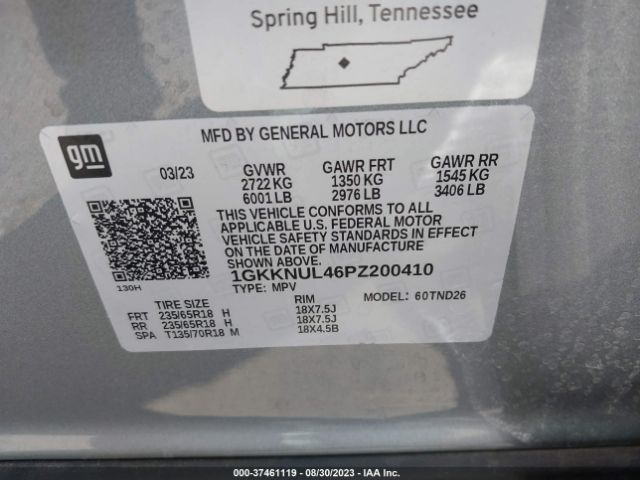 Spring Hill, Tennessee
gm
MFD BY GENERAL MOTORS LLC
03/23 GVWR GAWR FRT GAWR RR
2722 KG 1350 KG 1545 KG
6001 LB 2976 LB 3406 LB
THIS VEHICLE CONFORMS TO ALL
APPLICABLE U.S. FEDERAL MOTOR
VEHICLE SAFETY STANDARDS IN EFFECT
ON THE DATE OF MANUFACTURE
SHOWN ABOVE.
1GKKNUL46PZ200410
130H
TYPE: MPV
MODEL: 60TND26
TIRE SIZE RIM
FRT 235/65R18 H 18X7.5J
RR 235/65R18 H 18X7.5J
SPA T135/70R18 M 18X4.5B
000-37461119 - 08/30/2023 - IAA Inc.